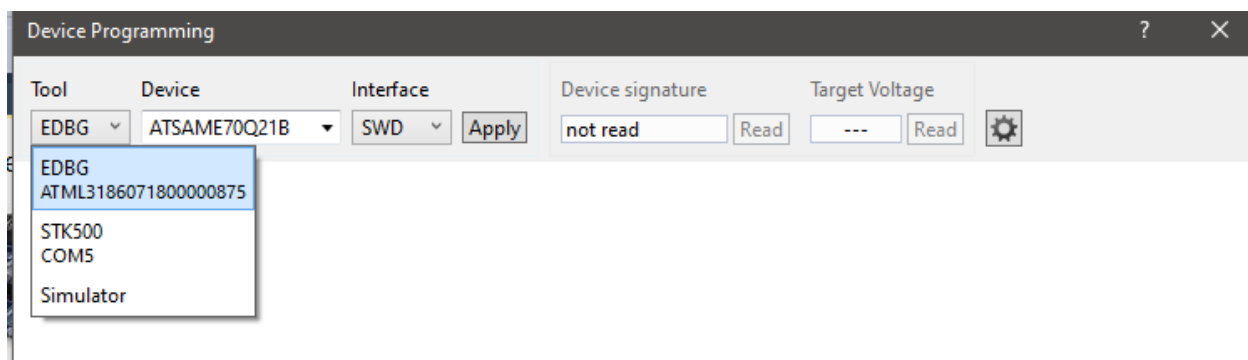 Device Programming ? ×
Tool Device Interface Device signature Target Voltage
EDBG ATSAME70Q21B SWD Apply not read Read --- Read
EDBG
ATML3186071800000875
STK500
COM5
Simulator